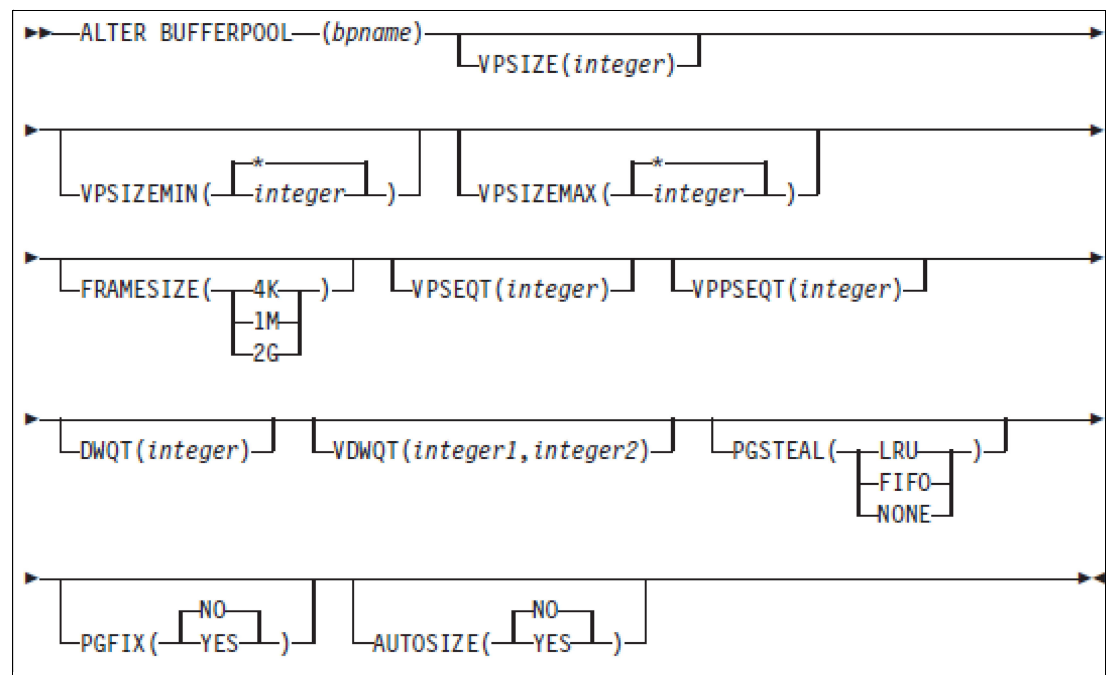 ALTER BUFFERPOOL (bpname)
VPSIZE(integer)
* *
VPSIZEMIN( integer ) VPSIZEMAX( integer )
FRAMESIZE( 4K ) VPSEQT(integer) VPPSEQT(integer)
1M
2G
DWQT(integer) VDWQT(integer1,integer2) PGSTEAL( LRU )
FIFO
NONE
NO NO
PGFIX( YES ) AUTOSIZE( YES )